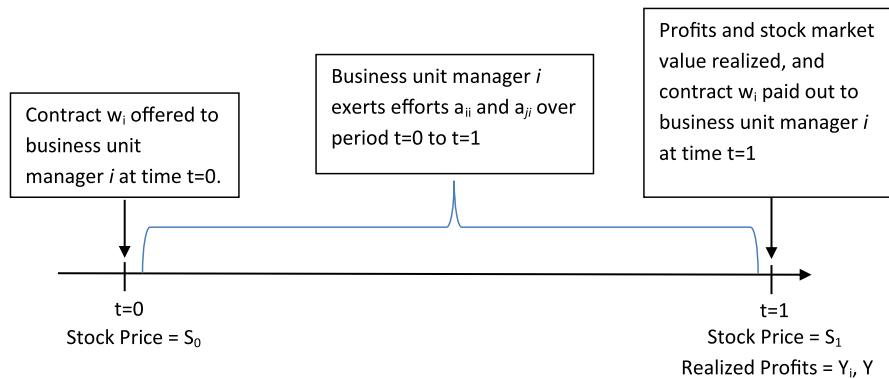 Contract wᵢ offered to
business unit
manager i at time t=0.
Business unit manager i
exerts efforts aᵢᵢ and aⱼᵢ over
period t=0 to t=1
Profits and stock market
value realized, and
contract wᵢ paid out to
business unit manager i
at time t=1
t=0
Stock Price = S₀
t=1
Stock Price = S₁
Realized Profits = Yᵢ, Y